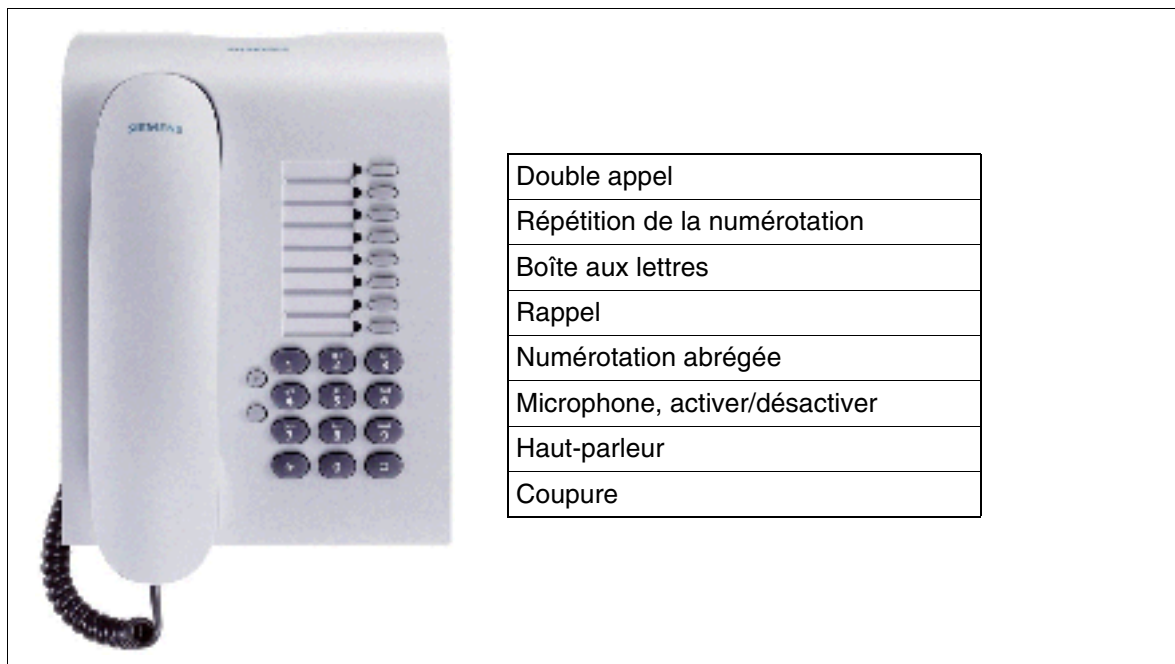 SIEMENS
Double appel
Répétition de la numérotation
Boîte aux lettres
Rappel
Numérotation abrégée
Microphone, activer/désactiver
Haut-parleur
Coupure